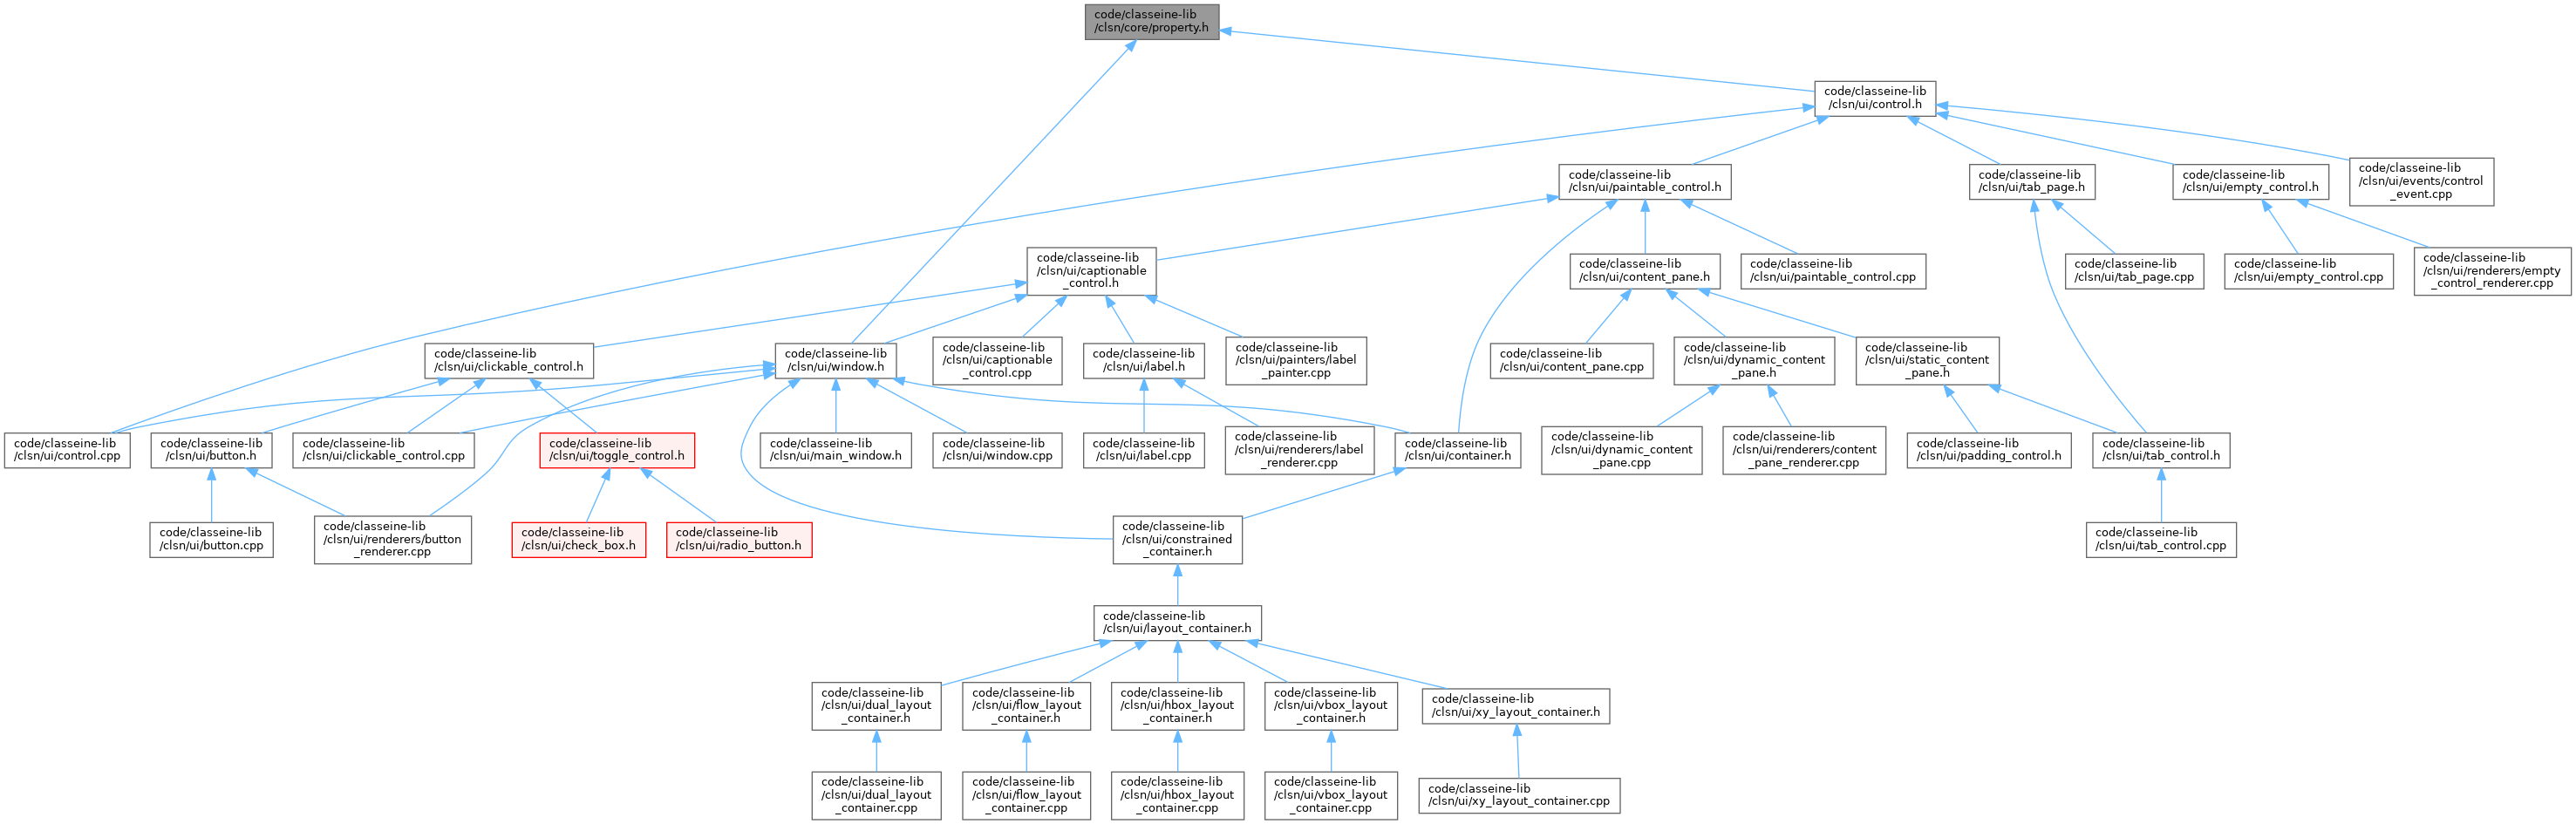 code/classeine-lib
/clsn/core/property.h
code/classeine-lib
/clsn/ui/control.h
code/classeine-lib
/clsn/ui/paintable_control.h
code/classeine-lib
/clsn/ui/tab_page.h
code/classeine-lib
/clsn/ui/empty_control.h
code/classeine-lib
/clsn/ui/events/control
_event.cpp
code/classeine-lib
/clsn/ui/captionable
_control.h
code/classeine-lib
/clsn/ui/content_pane.h
code/classeine-lib
/clsn/ui/paintable_control.cpp
code/classeine-lib
/clsn/ui/tab_page.cpp
code/classeine-lib
/clsn/ui/empty_control.cpp
code/classeine-lib
/clsn/ui/renderers/empty
_control_renderer.cpp
code/classeine-lib
/clsn/ui/clickable_control.h
code/classeine-lib
/clsn/ui/window.h
code/classeine-lib
/clsn/ui/captionable
_control.cpp
code/classeine-lib
/clsn/ui/label.h
code/classeine-lib
/clsn/ui/painters/label
_painter.cpp
code/classeine-lib
/clsn/ui/content_pane.cpp
code/classeine-lib
/clsn/ui/dynamic_content
_pane.h
code/classeine-lib
/clsn/ui/static_content
_pane.h
code/classeine-lib
/clsn/ui/control.cpp
code/classeine-lib
/clsn/ui/button.h
code/classeine-lib
/clsn/ui/clickable_control.cpp
code/classeine-lib
/clsn/ui/toggle_control.h
code/classeine-lib
/clsn/ui/main_window.h
code/classeine-lib
/clsn/ui/window.cpp
code/classeine-lib
/clsn/ui/label.cpp
code/classeine-lib
/clsn/ui/renderers/label
_renderer.cpp
code/classeine-lib
/clsn/ui/container.h
code/classeine-lib
/clsn/ui/dynamic_content
_pane.cpp
code/classeine-lib
/clsn/ui/renderers/content
_pane_renderer.cpp
code/classeine-lib
/clsn/ui/padding_control.h
code/classeine-lib
/clsn/ui/tab_control.h
code/classeine-lib
/clsn/ui/button.cpp
code/classeine-lib
/clsn/ui/renderers/button
_renderer.cpp
code/classeine-lib
/clsn/ui/check_box.h
code/classeine-lib
/clsn/ui/radio_button.h
code/classeine-lib
/clsn/ui/constrained
_container.h
code/classeine-lib
/clsn/ui/tab_control.cpp
code/classeine-lib
/clsn/ui/layout_container.h
code/classeine-lib
/clsn/ui/dual_layout
_container.h
code/classeine-lib
/clsn/ui/flow_layout
_container.h
code/classeine-lib
/clsn/ui/hbox_layout
_container.h
code/classeine-lib
/clsn/ui/vbox_layout
_container.h
code/classeine-lib
/clsn/ui/xy_layout_container.h
code/classeine-lib
/clsn/ui/dual_layout
_container.cpp
code/classeine-lib
/clsn/ui/flow_layout
_container.cpp
code/classeine-lib
/clsn/ui/hbox_layout
_container.cpp
code/classeine-lib
/clsn/ui/vbox_layout
_container.cpp
code/classeine-lib
/clsn/ui/xy_layout_container.cpp